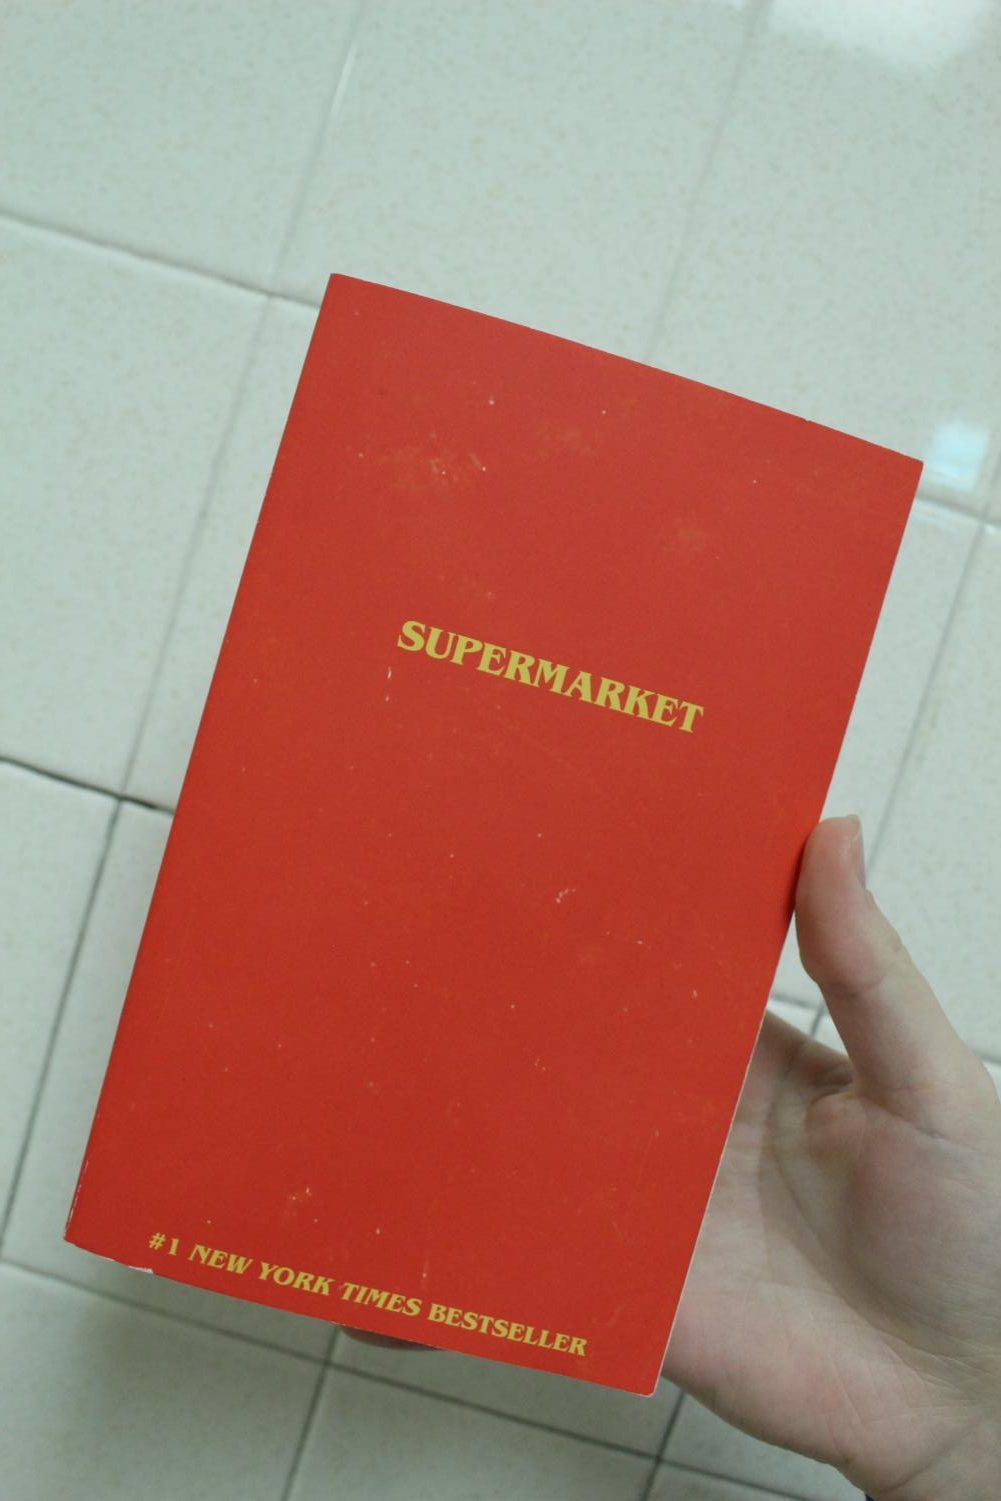 SUPERMARKET
#1 NEW YORK TIMES BESTSELLER